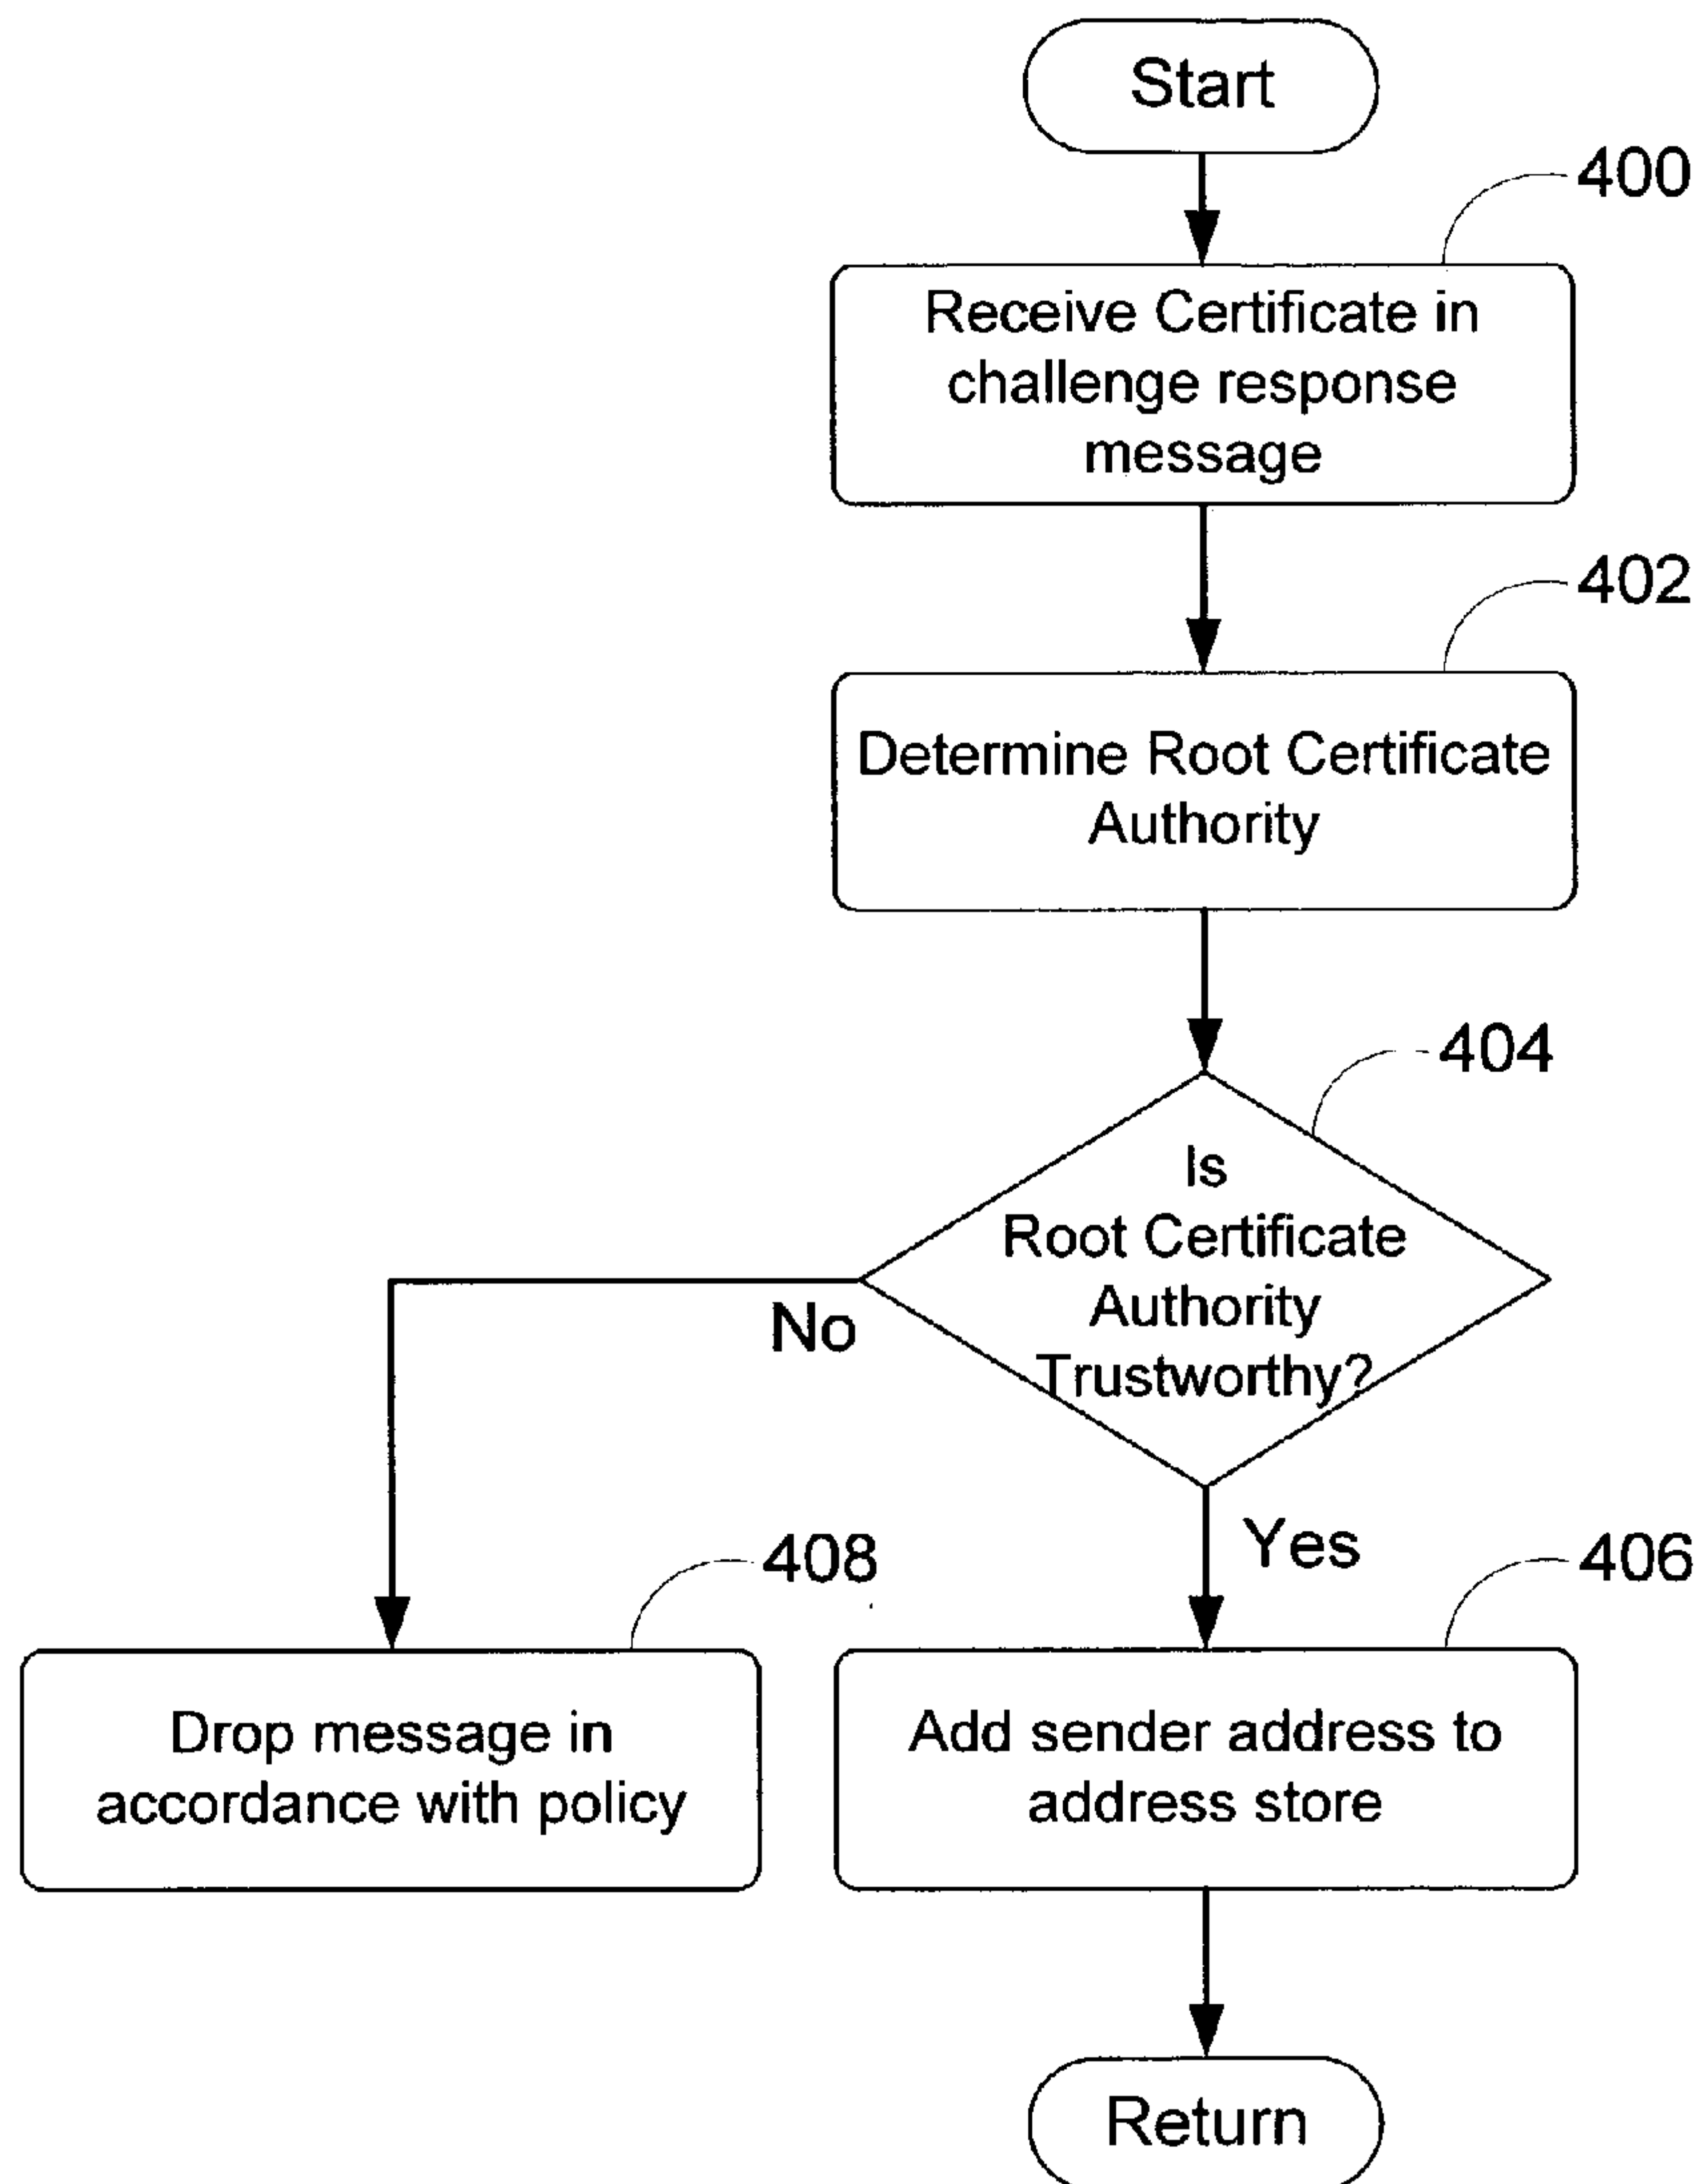 Start
400
Receive Certificate in
challenge response
message
402
Determine Root Certificate
Authority
404
Is
Root Certificate
Authority
Trustworthy?
No
Yes
408
406
Drop message in
accordance with policy
Add sender address to
address store
Return